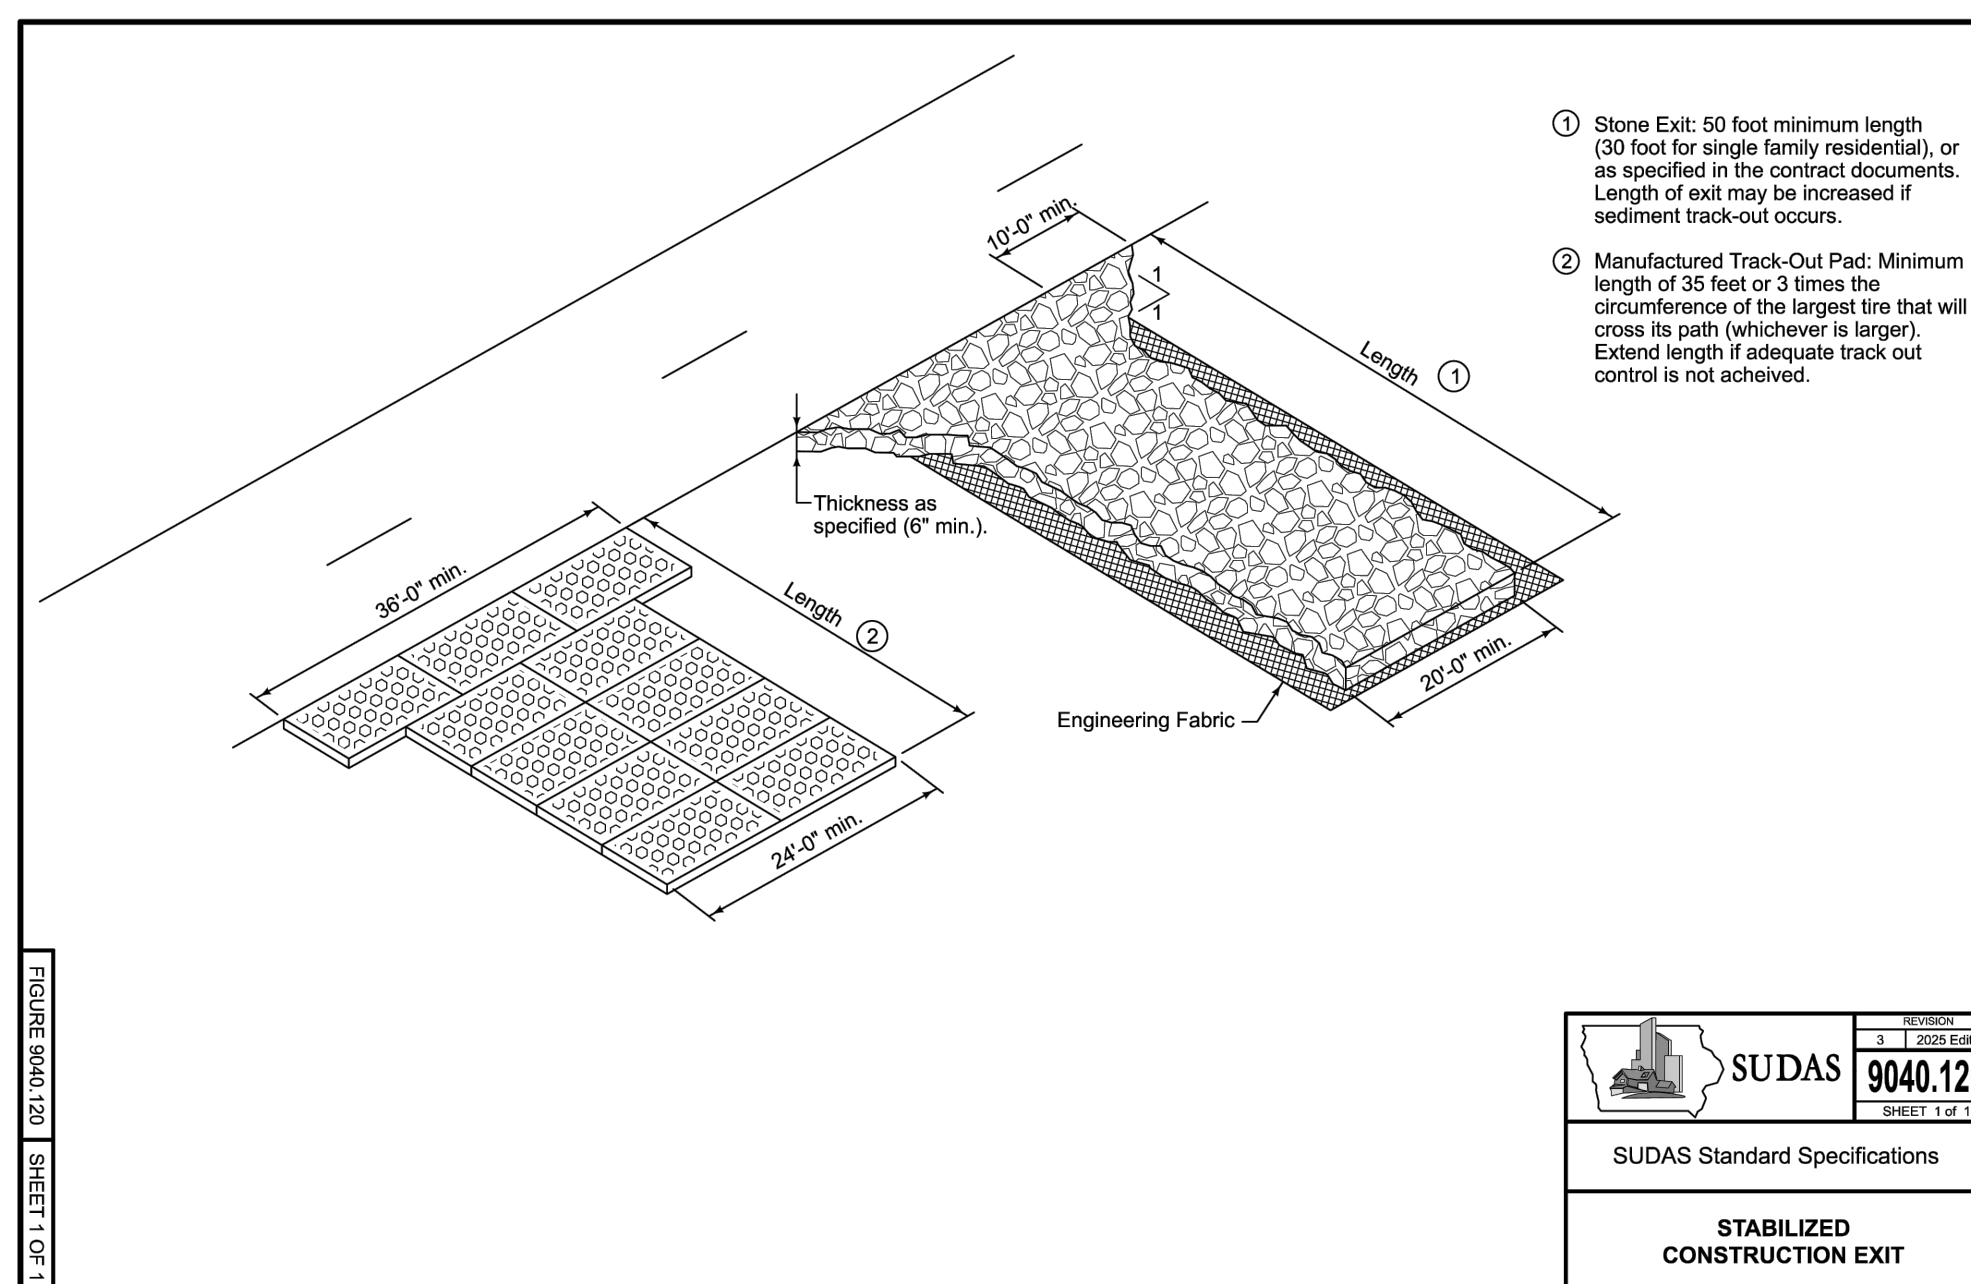 ① Stone Exit: 50 foot minimum length
(30 foot for single family residential), or
as specified in the contract documents.
Length of exit may be increased if
sediment track-out occurs.
② Manufactured Track-Out Pad: Minimum
length of 35 feet or 3 times the
circumference of the largest tire that will
cross its path (whichever is larger).
Extend length if adequate track out
control is not acheived.
10'-0" min.
1
1
Length ①
Thickness as
specified (6" min.).
36'-0" min.
Length ②
20'-0" min.
Engineering Fabric
24'-0" min.
FIGURE 9040.120
SHEET 1 OF 1
SUDAS
REVISION
3 2025 Edit
9040.12
SHEET 1 of 1
SUDAS Standard Specifications
STABILIZED
CONSTRUCTION EXIT